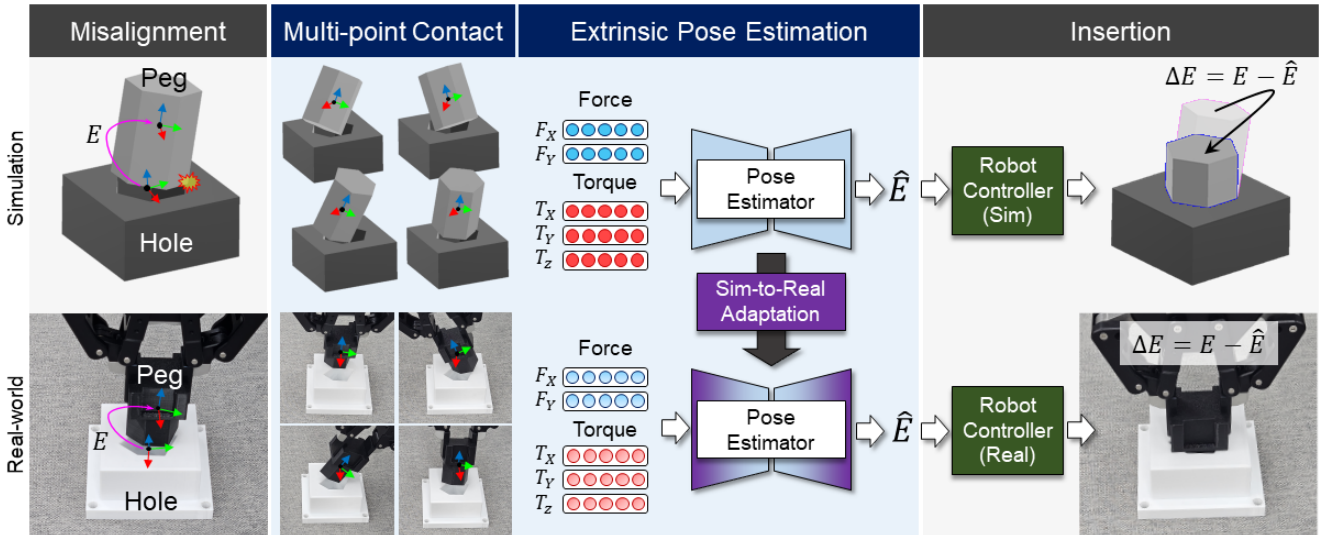 Misalignment
Multi-point Contact
Extrinsic Pose Estimation
Insertion
Simulation
Peg
E
Hole
Force
F_X
F_Y
Torque
T_X
T_Y
T_z
Pose
Estimator
Ê
Robot
Controller
(Sim)
ΔE = E − Ê
Sim-to-Real
Adaptation
Real-world
Peg
E
Hole
Force
F_X
F_Y
Torque
T_X
T_Y
T_z
Pose
Estimator
Ê
Robot
Controller
(Real)
ΔE = E − Ê